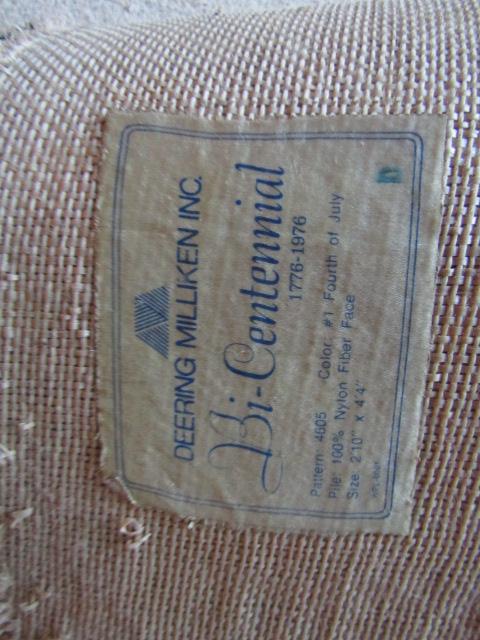 DEERING MILLIKEN INC.
Bi-Centennial
1776-1976
Pattern: 4605 Color: #1 Fourth of July
Pile: 100% Nylon Fiber Face
Size: 2'10" x 4'4"